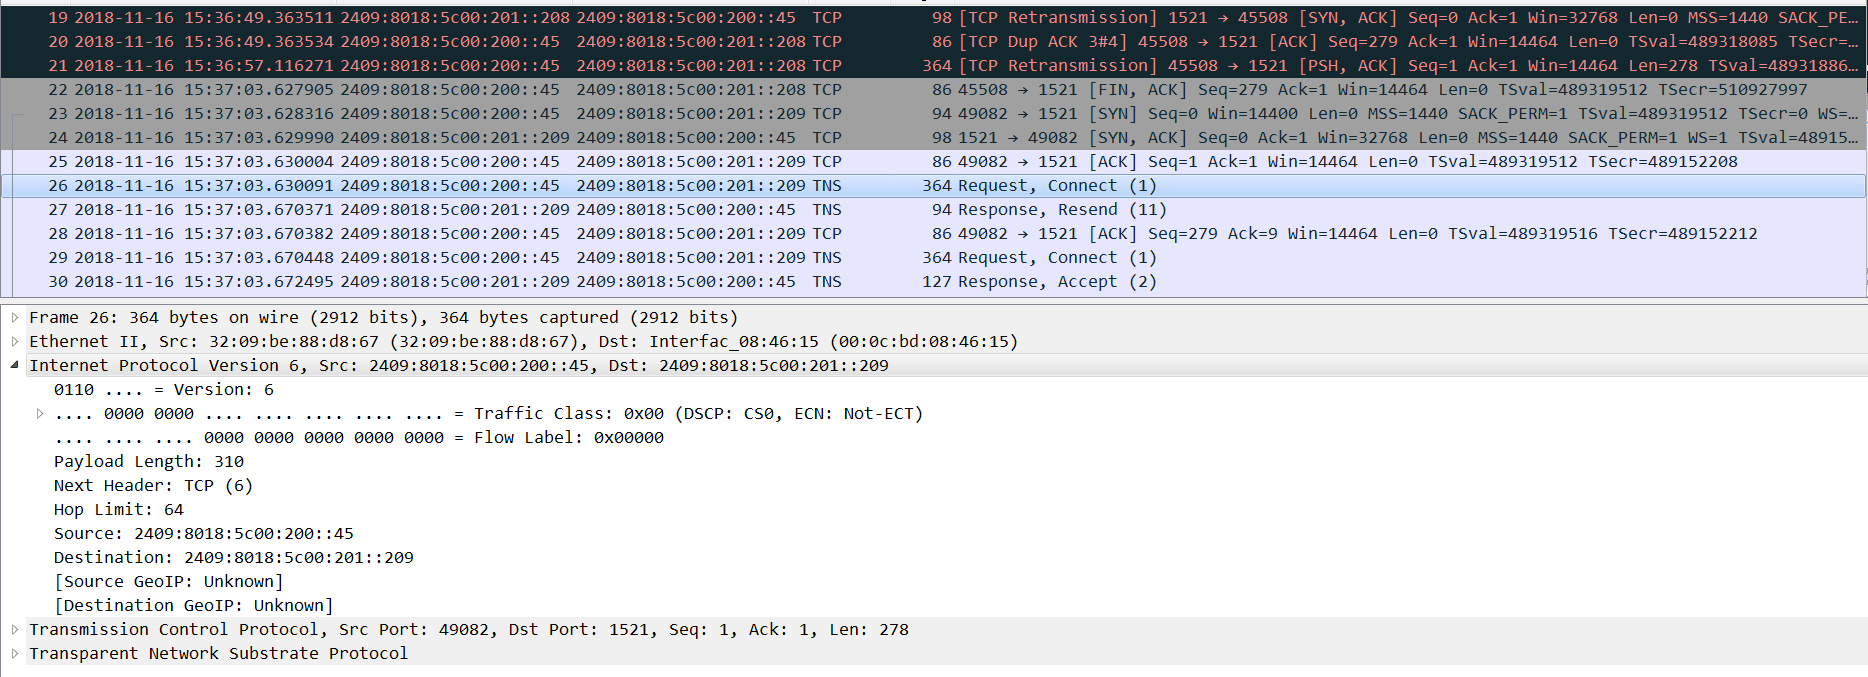 19 2018-11-16 15:36:49.363511 2409:8018:5c00:201::208 2409:8018:5c00:200::45 TCP 98 [TCP Retransmission] 1521 → 45508 [SYN, ACK] Seq=0 Ack=1 Win=32768 Len=0 MSS=1440 SACK_PE…
20 2018-11-16 15:36:49.363534 2409:8018:5c00:200::45 2409:8018:5c00:201::208 TCP 86 [TCP Dup ACK 3#4] 45508 → 1521 [ACK] Seq=279 Ack=1 Win=14464 Len=0 TSval=489318085 TSecr=…
21 2018-11-16 15:36:57.116271 2409:8018:5c00:200::45 2409:8018:5c00:201::208 TCP 364 [TCP Retransmission] 45508 → 1521 [PSH, ACK] Seq=1 Ack=1 Win=14464 Len=278 TSval=48931886…
22 2018-11-16 15:37:03.627905 2409:8018:5c00:200::45 2409:8018:5c00:201::208 TCP 86 45508 → 1521 [FIN, ACK] Seq=279 Ack=1 Win=14464 Len=0 TSval=489319512 TSecr=510927997
23 2018-11-16 15:37:03.628316 2409:8018:5c00:200::45 2409:8018:5c00:201::209 TCP 94 49082 → 1521 [SYN] Seq=0 Win=14400 Len=0 MSS=1440 SACK_PERM=1 TSval=489319512 TSecr=0 WS=…
24 2018-11-16 15:37:03.629990 2409:8018:5c00:201::209 2409:8018:5c00:200::45 TCP 98 1521 → 49082 [SYN, ACK] Seq=0 Ack=1 Win=32768 Len=0 MSS=1440 SACK_PERM=1 WS=1 TSval=48915…
25 2018-11-16 15:37:03.630004 2409:8018:5c00:200::45 2409:8018:5c00:201::209 TCP 86 49082 → 1521 [ACK] Seq=1 Ack=1 Win=14464 Len=0 TSval=489319512 TSecr=489152208
26 2018-11-16 15:37:03.630091 2409:8018:5c00:200::45 2409:8018:5c00:201::209 TNS 364 Request, Connect (1)
27 2018-11-16 15:37:03.670371 2409:8018:5c00:201::209 2409:8018:5c00:200::45 TNS 94 Response, Resend (11)
28 2018-11-16 15:37:03.670382 2409:8018:5c00:200::45 2409:8018:5c00:201::209 TCP 86 49082 → 1521 [ACK] Seq=279 Ack=9 Win=14464 Len=0 TSval=489319516 TSecr=489152212
29 2018-11-16 15:37:03.670448 2409:8018:5c00:200::45 2409:8018:5c00:201::209 TNS 364 Request, Connect (1)
30 2018-11-16 15:37:03.672495 2409:8018:5c00:201::209 2409:8018:5c00:200::45 TNS 127 Response, Accept (2)
Frame 26: 364 bytes on wire (2912 bits), 364 bytes captured (2912 bits)
Ethernet II, Src: 32:09:be:88:d8:67 (32:09:be:88:d8:67), Dst: Interfac_08:46:15 (00:0c:bd:08:46:15)
Internet Protocol Version 6, Src: 2409:8018:5c00:200::45, Dst: 2409:8018:5c00:201::209
0110 .... = Version: 6
.... 0000 0000 .... .... .... .... .... = Traffic Class: 0x00 (DSCP: CS0, ECN: Not-ECT)
.... .... .... 0000 0000 0000 0000 0000 = Flow Label: 0x00000
Payload Length: 310
Next Header: TCP (6)
Hop Limit: 64
Source: 2409:8018:5c00:200::45
Destination: 2409:8018:5c00:201::209
[Source GeoIP: Unknown]
[Destination GeoIP: Unknown]
Transmission Control Protocol, Src Port: 49082, Dst Port: 1521, Seq: 1, Ack: 1, Len: 278
Transparent Network Substrate Protocol